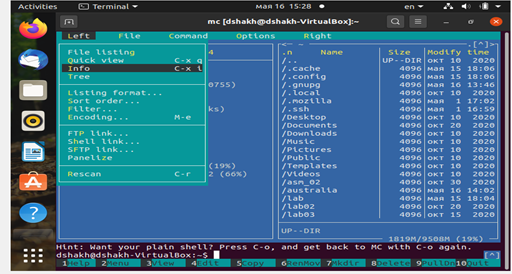 Activities Terminal мая 16 15:28 en
mc [dshakh@dshakh-VirtualBox]:~
Left File Command Options Right
File listing
Quick view C-x q
Info C-x i
Tree
Listing format...
Sort order...
Filter...
Encoding... M-e
FTP link...
Shell link...
SFTP link...
Panelize
Rescan C-r
4
0755)
ks)
(19%)
2 (66%)
.[^]>
.n Name Size Modify time
/.. UP--DIR окт 10 2020
/.cache 4096 мая 15 18:06
/.config 4096 мая 15 18:06
/.gnupg 4096 мая 16 13:46
/.local 4096 окт 10 2020
/.mozilla 4096 мая 1 17:02
/.ssh 4096 мая 1 16:59
/Desktop 4096 окт 10 2020
/Documents 4096 окт 20 2020
/Downloads 4096 окт 10 2020
/Music 4096 окт 10 2020
/Pictures 4096 окт 10 2020
/Public 4096 окт 10 2020
/Templates 4096 окт 10 2020
/Videos 4096 окт 10 2020
/asm_02 4096 окт 30 2020
/australia 4096 мая 16 14:02
/lab 4096 мая 15 18:04
/lab02 4096 окт 20 2020
/lab03 4096 окт 15 2020
UP--DIR
1819M/9508M (19%)
Hint: Want your plain shell? Press C-o, and get back to MC with C-o again.
dshakh@dshakh-VirtualBox:~$ [^]
1Help 2Menu 3View 4Edit 5Copy 6RenMov 7Mkdir 8Delete 9PullDn 10Quit